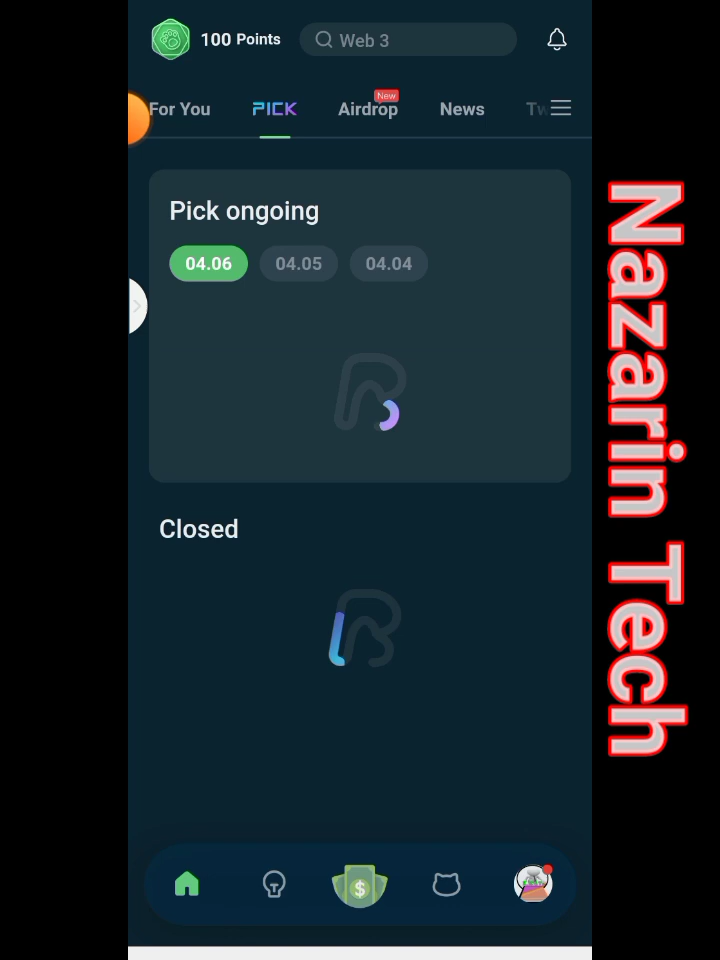 100 Points
Web 3
For You
PICK
New
Airdrop
News
Pick ongoing
04.06
04.05
04.04
Closed
$
Nazarin Tech